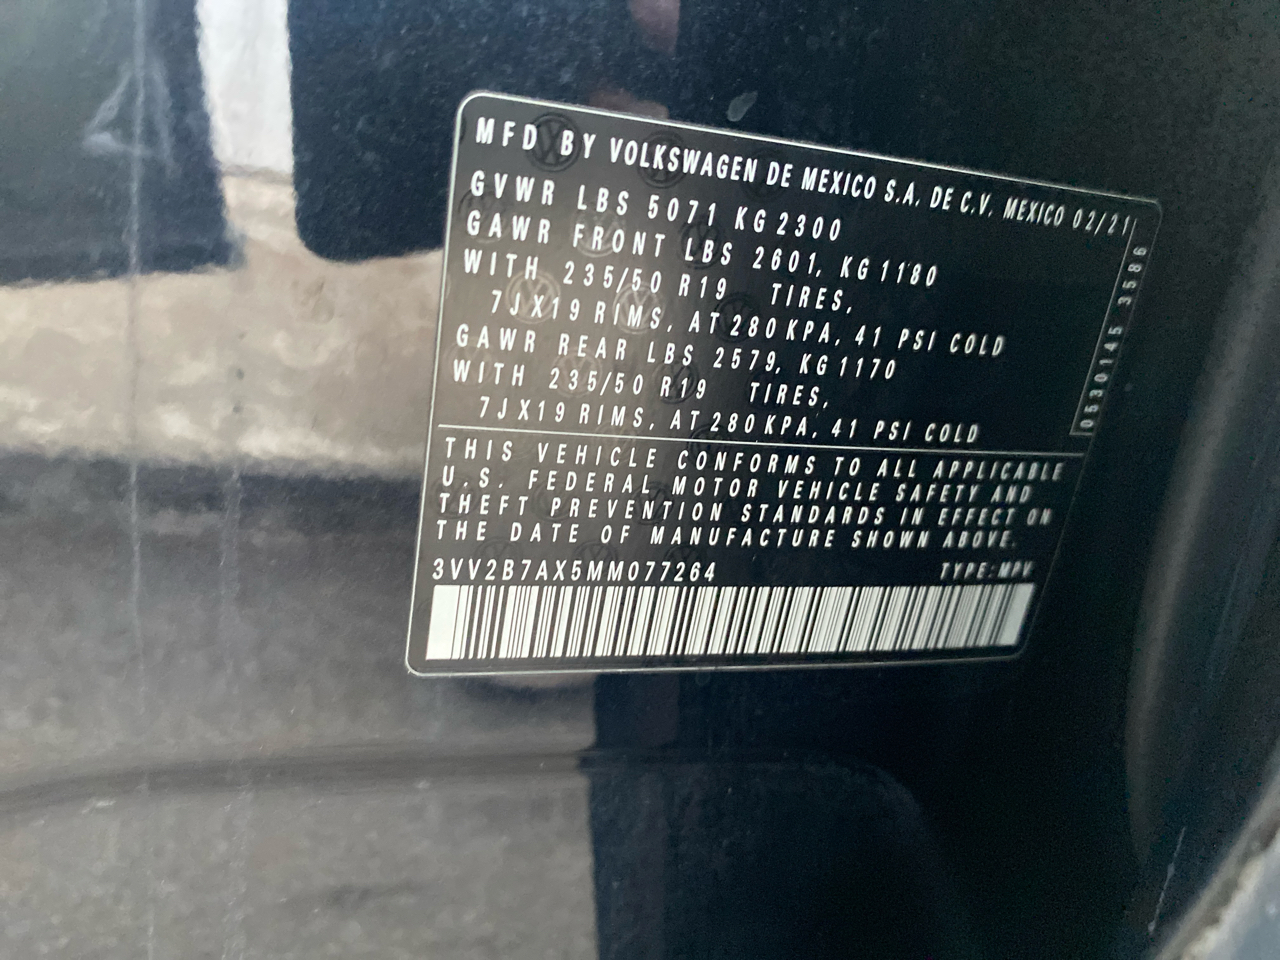 MFD BY VOLKSWAGEN DE MEXICO S.A. DE C.V. MEXICO 02/21
GVWR LBS 5071 KG 2300
GAWR FRONT LBS 2601, KG 1180
WITH 235/50 R19 TIRES,
7JX19 RIMS, AT 280 KPA, 41 PSI COLD
GAWR REAR LBS 2579, KG 1170
WITH 235/50 R19 TIRES,
7JX19 RIMS, AT 280 KPA, 41 PSI COLD
0530145 3586
THIS VEHICLE CONFORMS TO ALL APPLICABLE
U.S. FEDERAL MOTOR VEHICLE SAFETY AND
THEFT PREVENTION STANDARDS IN EFFECT ON
THE DATE OF MANUFACTURE SHOWN ABOVE.
3VV2B7AX5MM077264 TYPE:MPV